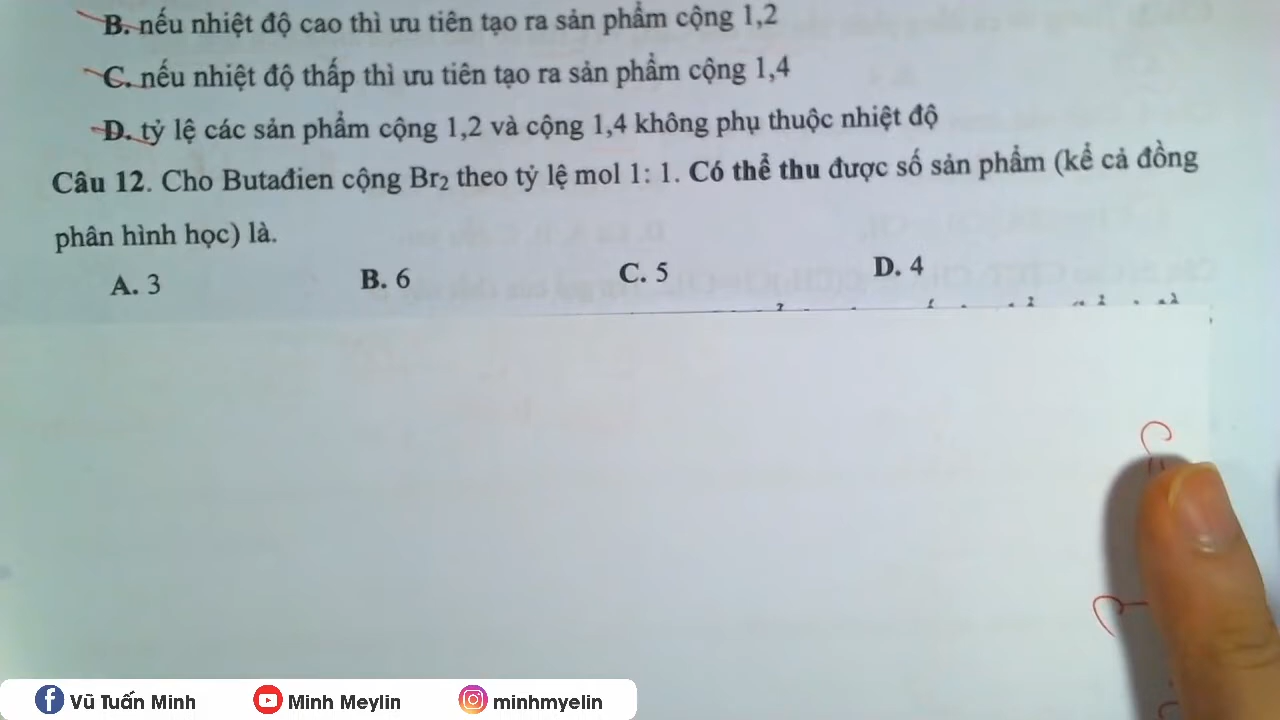 B. nếu nhiệt độ cao thì ưu tiên tạo ra sản phẩm cộng 1,2
C. nếu nhiệt độ thấp thì ưu tiên tạo ra sản phẩm cộng 1,4
D. tỷ lệ các sản phẩm cộng 1,2 và cộng 1,4 không phụ thuộc nhiệt độ
Câu 12. Cho Butađien cộng Br₂ theo tỷ lệ mol 1: 1. Có thể thu được số sản phẩm (kể cả đồng
phân hình học) là.
A. 3 B. 6 C. 5 D. 4
Vũ Tuấn Minh Minh Meylin minhmyelin